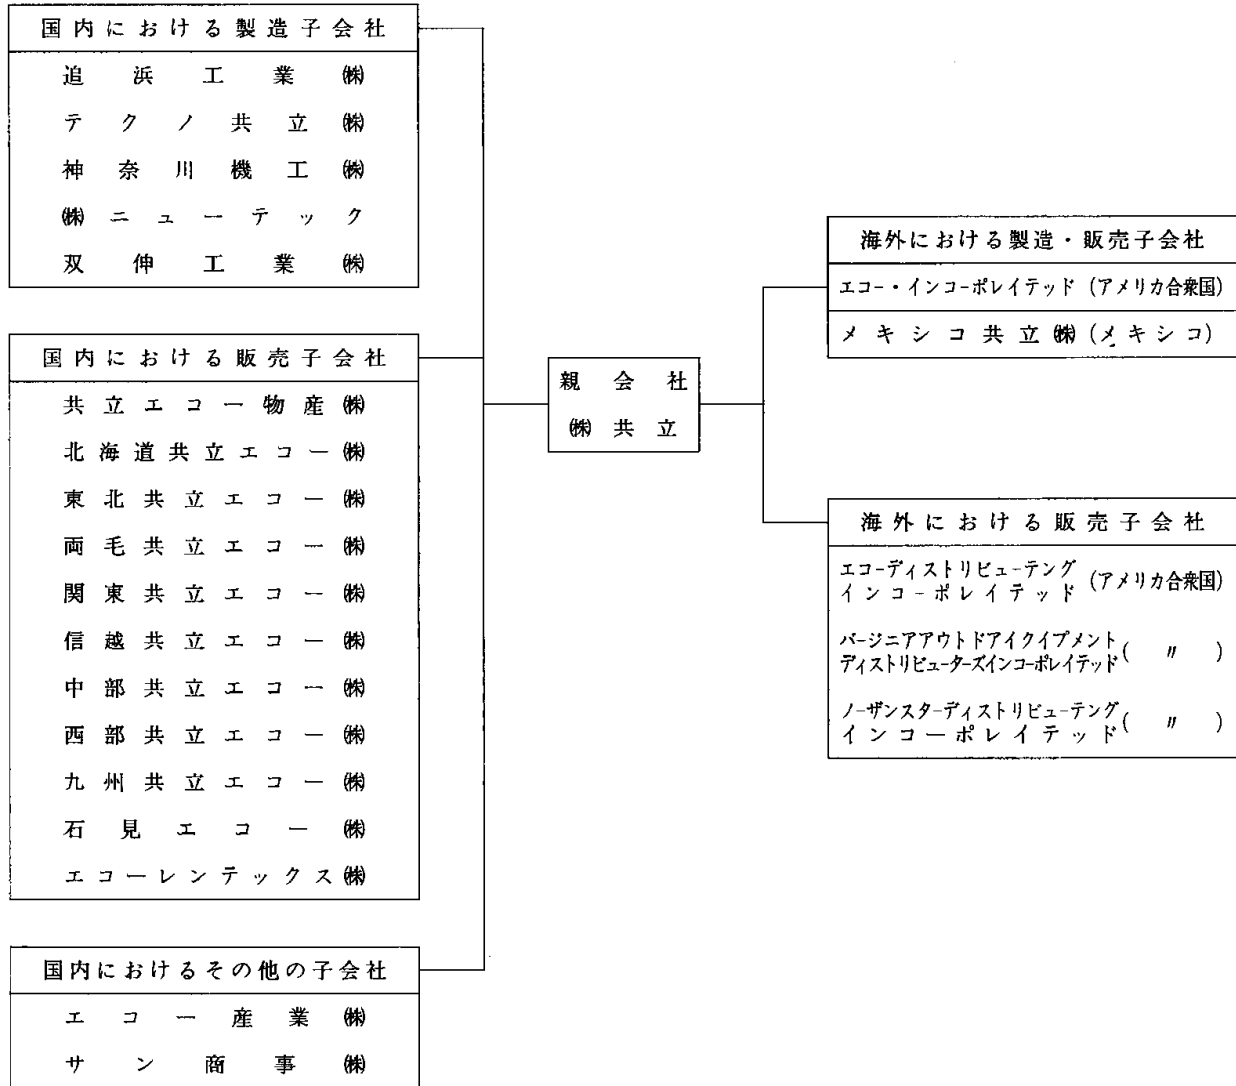 国内における製造子会社
追浜工業㈱
テクノ共立㈱
神奈川機工㈱
㈱ニューテック
双伸工業㈱
国内における販売子会社
共立エコー物産㈱
北海道共立エコー㈱
東北共立エコー㈱
両毛共立エコー㈱
関東共立エコー㈱
信越共立エコー㈱
中部共立エコー㈱
西部共立エコー㈱
九州共立エコー㈱
石見エコー㈱
エコーレンテックス㈱
国内におけるその他の子会社
エコー産業㈱
サン商事㈱
親会社
㈱共立
海外における製造・販売子会社
エコー・インコーポレイテッド(アメリカ合衆国)
メキシコ共立㈱(メキシコ)
海外における販売子会社
エコーディストリビューテング
インコーポレイテッド(アメリカ合衆国)
バージニアアウトドアイクイプメント
ディストリビューターズインコーポレイテッド(〃)
ノーザンスターディストリビューテング
インコーポレイテッド(〃)